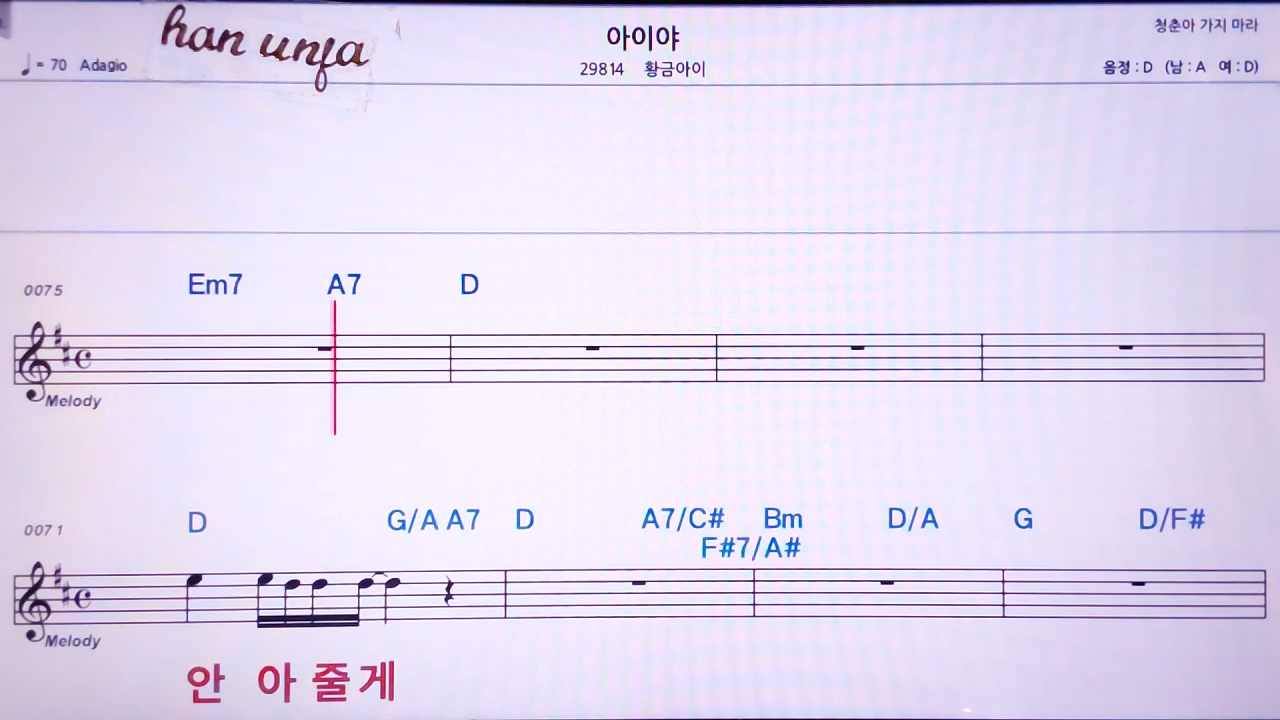 han unja
아이야
청춘아 가지 마라
♩= 70 Adagio
29814 황금아이
음정 : D (남 : A 여 : D)
0075
Em7 A7 D
Melody
0071
D G/A A7 D A7/C# Bm D/A G D/F#
F#7/A#
Melody
안 아 줄 게